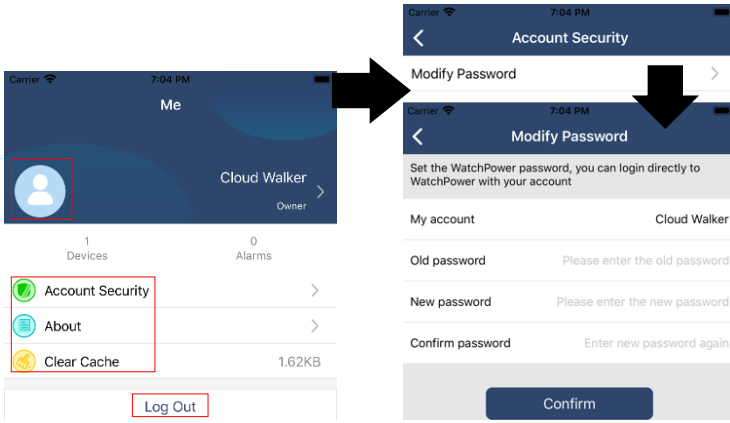 Carrier 7:04 PM
Me
Cloud Walker
Owner
1 0
Devices Alarms
Account Security
About
Clear Cache 1.62KB
Log Out
Carrier 7:04 PM
Account Security
Modify Password
Carrier 7:04 PM
Modify Password
Set the WatchPower password, you can login directly to
WatchPower with your account
My account Cloud Walker
Old password Please enter the old password
New password Please enter the new password
Confirm password Enter new password again
Confirm